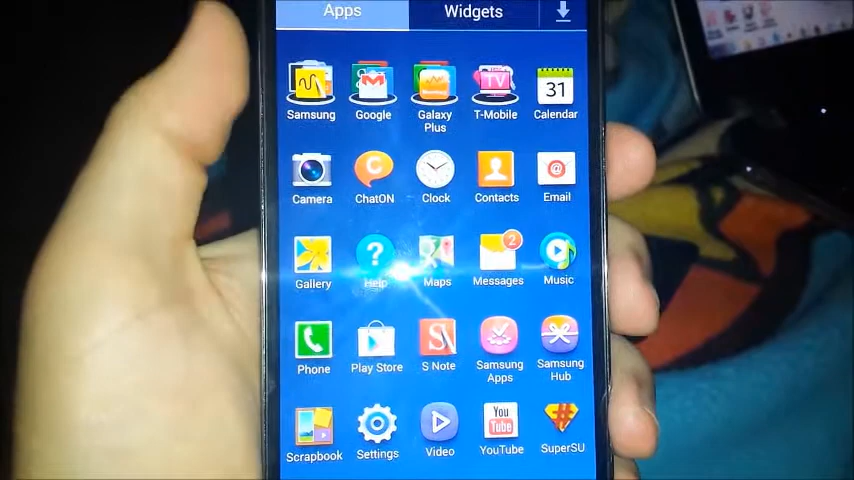 Apps Widgets
Samsung Google Galaxy Plus T-Mobile Calendar
TV 31
Camera ChatON Clock Contacts Email
C @
Gallery Help Maps Messages Music
? 2
Phone Play Store S Note Samsung Apps Samsung Hub
S
Scrapbook Settings Video YouTube SuperSU
You Tube #